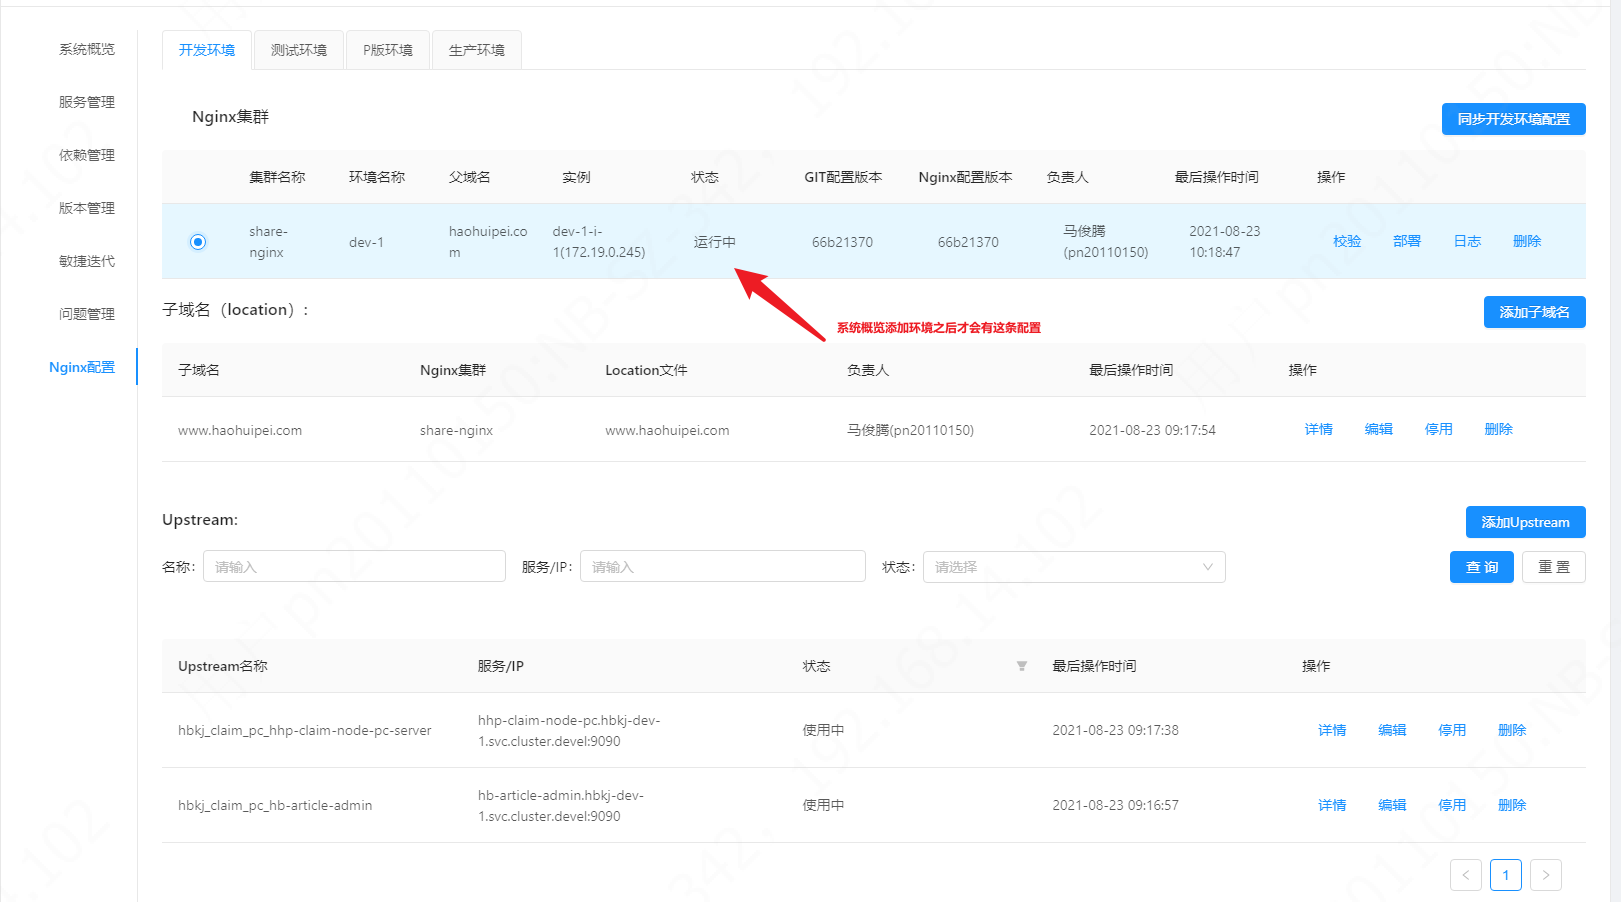 系统概览
服务管理
依赖管理
版本管理
敏捷迭代
问题管理
Nginx配置
开发环境 测试环境 P版环境 生产环境
Nginx集群
同步开发环境配置
集群名称 环境名称 父域名 实例 状态 GIT配置版本 Nginx配置版本 负责人 最后操作时间 操作
share-nginx dev-1 haohuipei.com dev-1-i-1(172.19.0.245) 运行中 66b21370 66b21370 马俊腾(pn20110150) 2021-08-23 10:18:47 校验 部署 日志 删除
系统概览添加环境之后才会有这条配置
子域名（location）:
添加子域名
子域名 Nginx集群 Location文件 负责人 最后操作时间 操作
www.haohuipei.com share-nginx www.haohuipei.com 马俊腾(pn20110150) 2021-08-23 09:17:54 详情 编辑 停用 删除
Upstream:
添加Upstream
名称: 请输入 服务/IP: 请输入 状态: 请选择 查 询 重 置
Upstream名称 服务/IP 状态 最后操作时间 操作
hbkj_claim_pc_hhp-claim-node-pc-server hhp-claim-node-pc.hbkj-dev-1.svc.cluster.devel:9090 使用中 2021-08-23 09:17:38 详情 编辑 停用 删除
hbkj_claim_pc_hb-article-admin hb-article-admin.hbkj-dev-1.svc.cluster.devel:9090 使用中 2021-08-23 09:16:57 详情 编辑 停用 删除
< 1 >